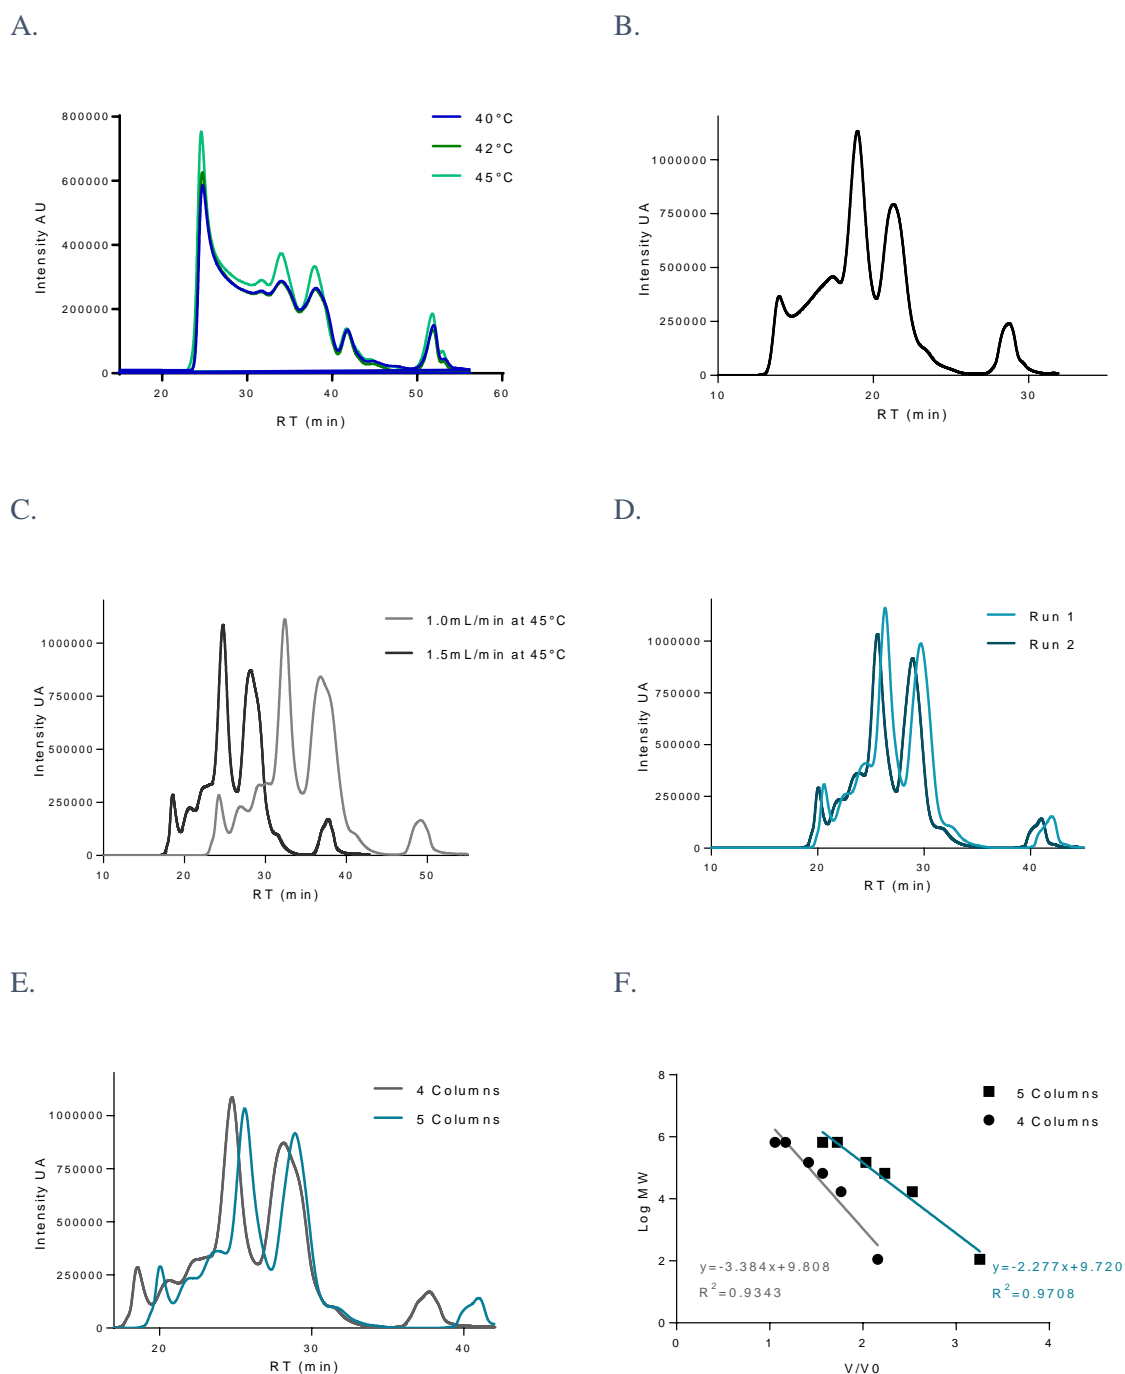 A.
800000
600000
400000
200000
0
Intensity AU
20
30
40
50
60
RT (min)
40°C
42°C
45°C
B.
1000000
750000
500000
250000
0
Intensity UA
10
20
30
RT (min)
C.
1000000
750000
500000
250000
0
Intensity UA
10
20
30
40
50
RT (min)
1.0mL/min at 45°C
1.5mL/min at 45°C
D.
1000000
750000
500000
250000
0
Intensity UA
10
20
30
40
RT (min)
Run 1
Run 2
E.
1000000
750000
500000
250000
0
Intensity UA
20
30
40
RT (min)
4 Columns
5 Columns
F.
8
6
4
2
0
Log MW
0
1
2
3
4
V/V0
5 Columns
4 Columns
y=-3.384x+9.808
R²=0.9343
y=-2.277x+9.720
R²=0.9708